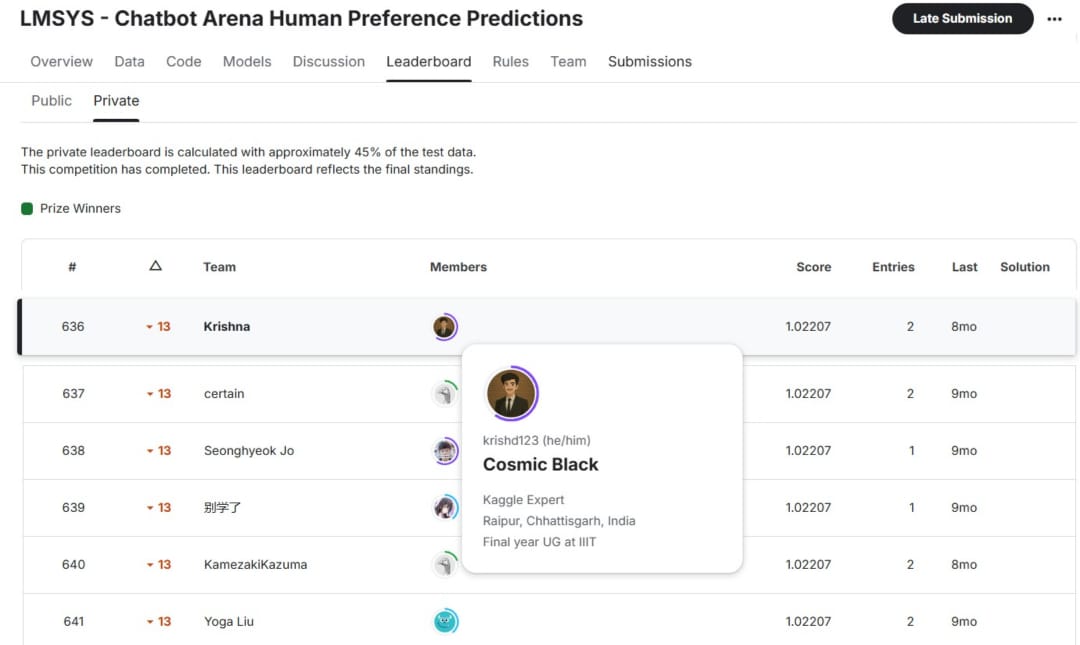 LMSYS - Chatbot Arena Human Preference Predictions
Late Submission
Overview Data Code Models Discussion Leaderboard Rules Team Submissions
Public Private
The private leaderboard is calculated with approximately 45% of the test data.
This competition has completed. This leaderboard reflects the final standings.
Prize Winners
# △ Team Members Score Entries Last Solution
636 13 Krishna 1.02207 2 8mo
637 13 certain 1.02207 2 9mo
638 13 Seonghyeok Jo 1.02207 1 9mo
639 13 别学了 1.02207 1 9mo
640 13 KamezakiKazuma 1.02207 2 8mo
641 13 Yoga Liu 1.02207 2 9mo
krishd123 (he/him)
Cosmic Black
Kaggle Expert
Raipur, Chhattisgarh, India
Final year UG at IIIT